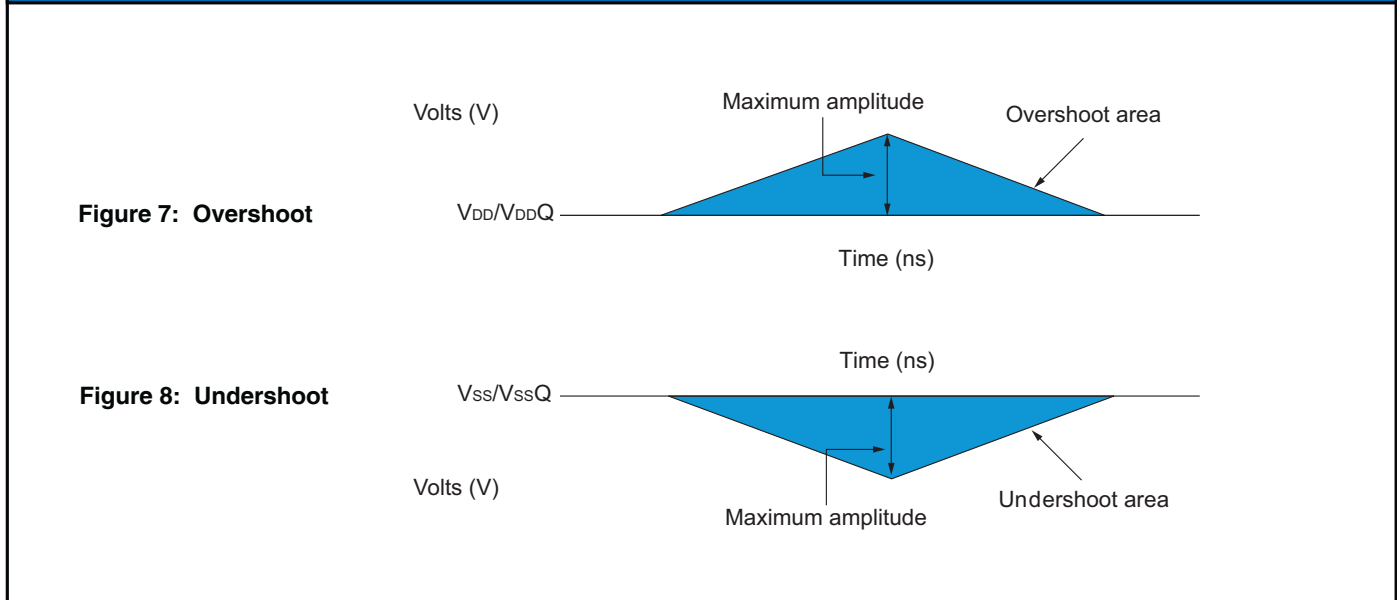 Volts (V)
Maximum amplitude
Overshoot area
Figure 7: Overshoot
VDD/VDDQ
Time (ns)
Time (ns)
Figure 8: Undershoot
VSS/VSSQ
Volts (V)
Undershoot area
Maximum amplitude